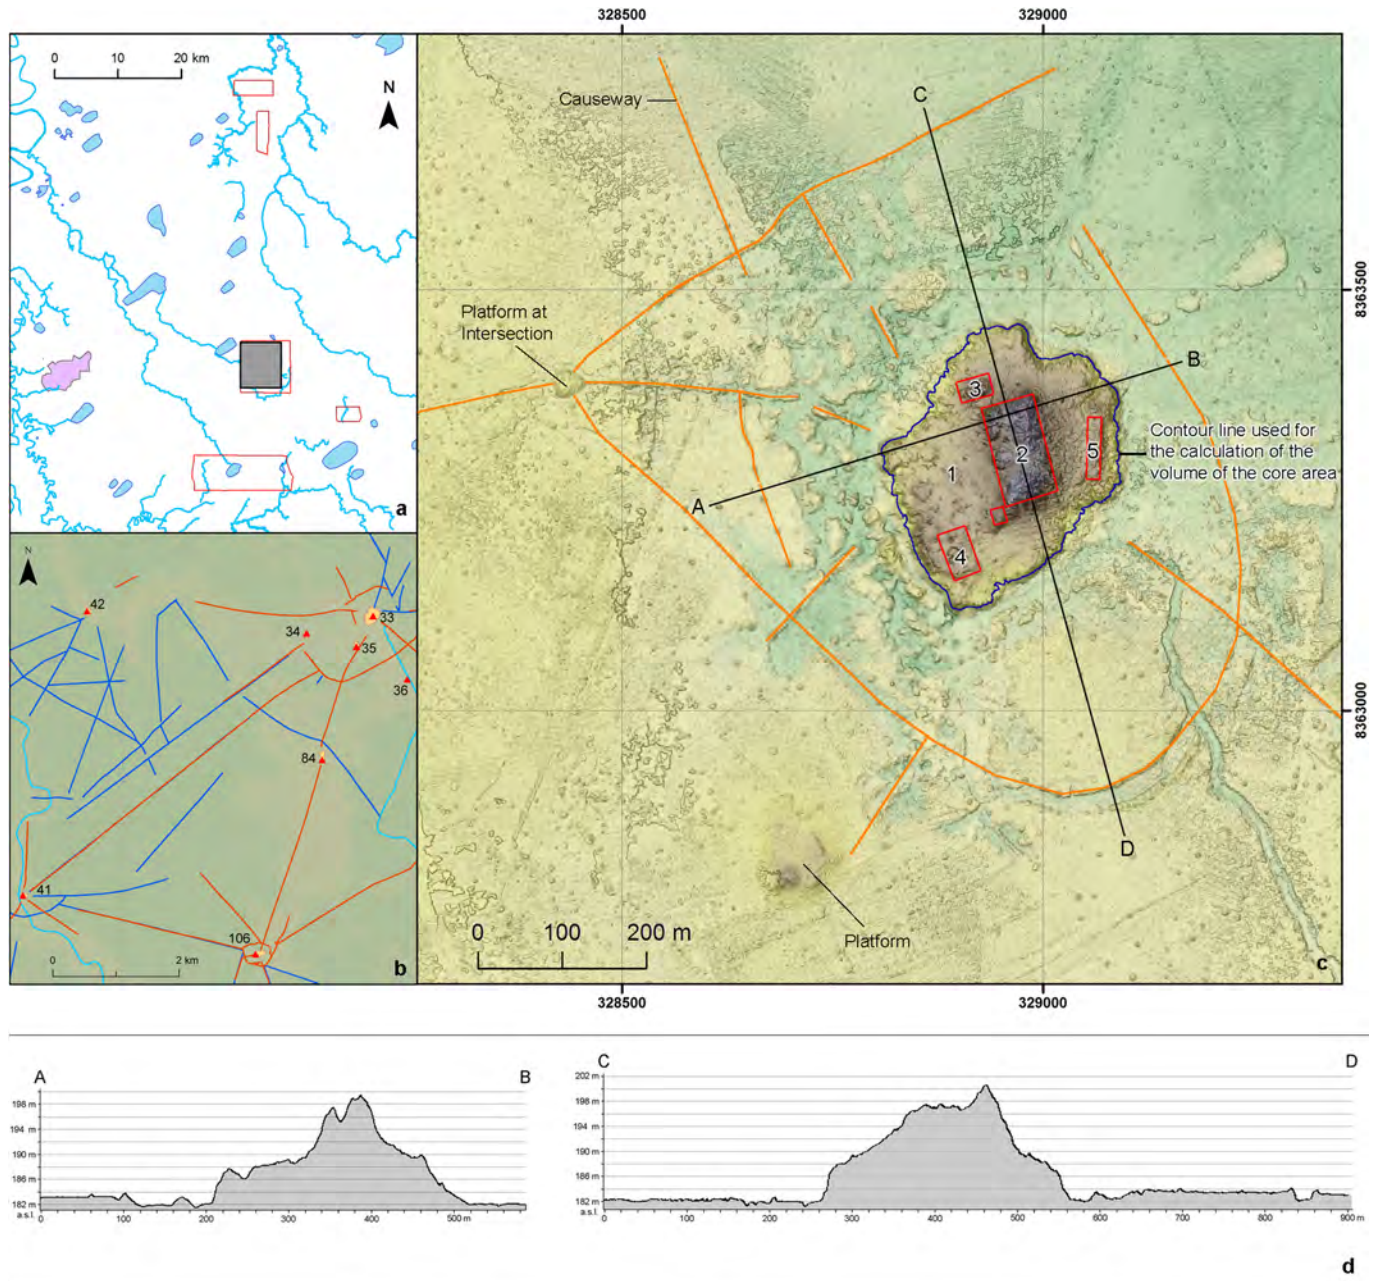 328500
329000
0
10
20 km
N
a
N
42
34
33
35
36
84
41
106
0
2 km
b
Causeway
C
Platform at
Intersection
B
3
2
1
5
4
A
Contour line used for
the calculation of the
volume of the core area
D
Platform
0
100
200 m
c
8363500
8363000
328500
329000
A
B
198 m
194 m
190 m
186 m
182 m
a.s.l.
0
100
200
300
400
500 m
C
D
202 m
198 m
194 m
190 m
186 m
182 m
a.s.l.
0
100
200
300
400
500
600
700
800
900 m
d